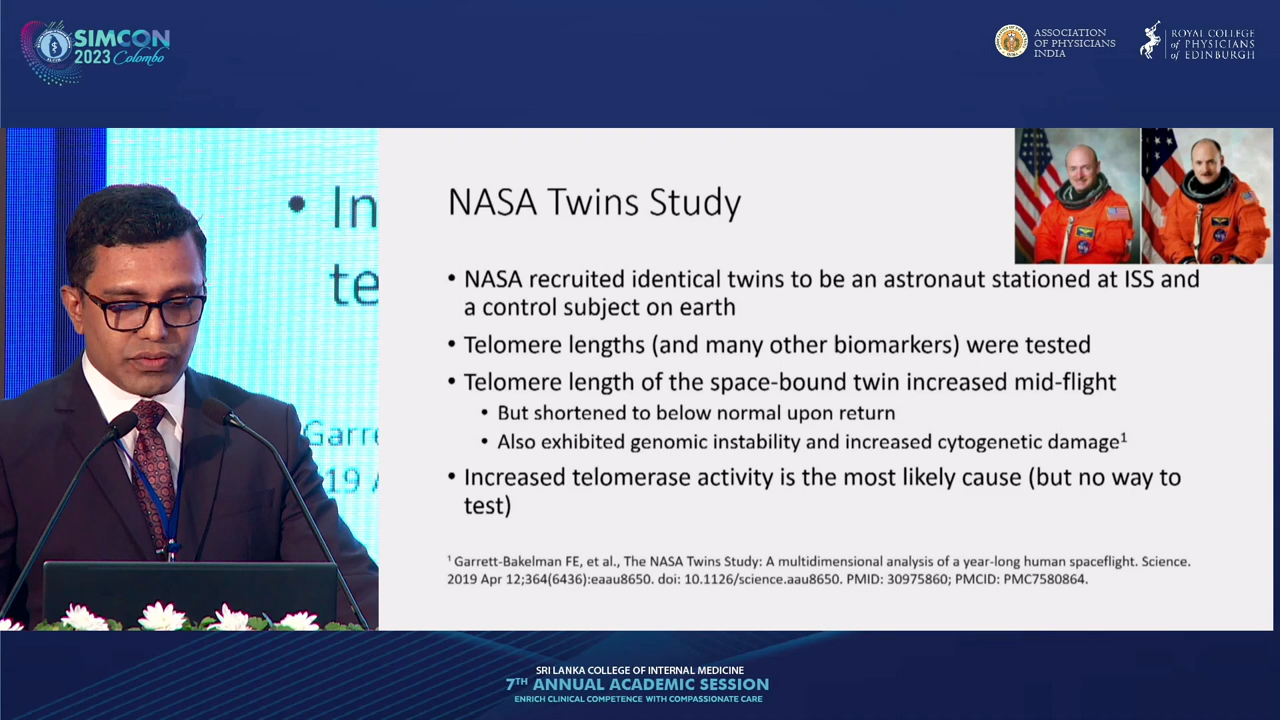 SIMCON
2023 Colombo
ASSOCIATION
OF PHYSICIANS
INDIA
ROYAL COLLEGE
of PHYSICIANS
of EDINBURGH
• In
te
Garre
19 A
NASA Twins Study
• NASA recruited identical twins to be an astronaut stationed at ISS and
a control subject on earth
• Telomere lengths (and many other biomarkers) were tested
• Telomere length of the space-bound twin increased mid-flight
• But shortened to below normal upon return
• Also exhibited genomic instability and increased cytogenetic damage¹
• Increased telomerase activity is the most likely cause (but no way to
test)
¹ Garrett-Bakelman FE, et al., The NASA Twins Study: A multidimensional analysis of a year-long human spaceflight. Science.
2019 Apr 12;364(6436):eaau8650. doi: 10.1126/science.aau8650. PMID: 30975860; PMCID: PMC7580864.
SRI LANKA COLLEGE OF INTERNAL MEDICINE
7TH ANNUAL ACADEMIC SESSION
ENRICH CLINICAL COMPETENCE WITH COMPASSIONATE CARE